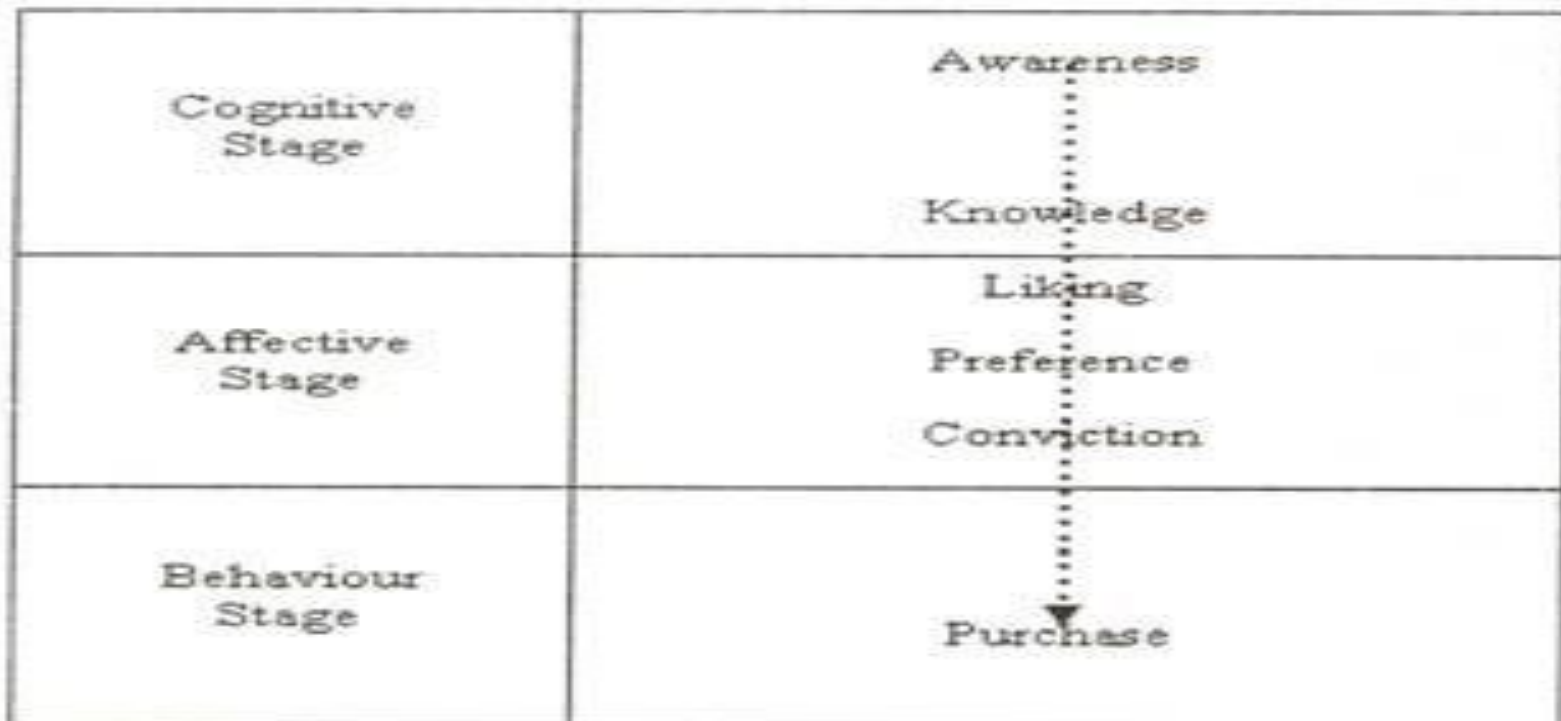 Cognitive
Stage
Awareness
Knowledge
Affective
Stage
Liking
Preference
Conviction
Behaviour
Stage
Purchase